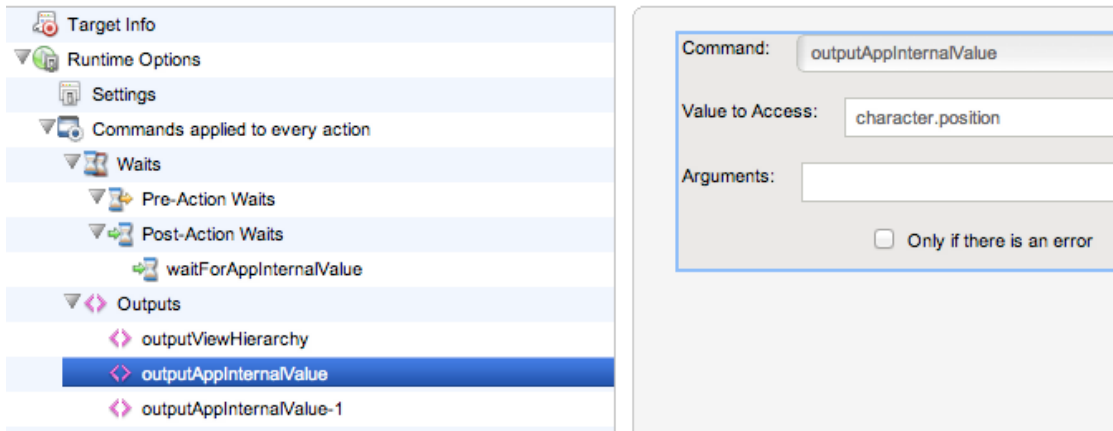 Target Info
Runtime Options
Settings
Commands applied to every action
Waits
Pre-Action Waits
Post-Action Waits
waitForAppInternalValue
Outputs
outputViewHierarchy
outputAppInternalValue
outputAppInternalValue-1
Command:
outputAppInternalValue
Value to Access:
character.position
Arguments:
Only if there is an error